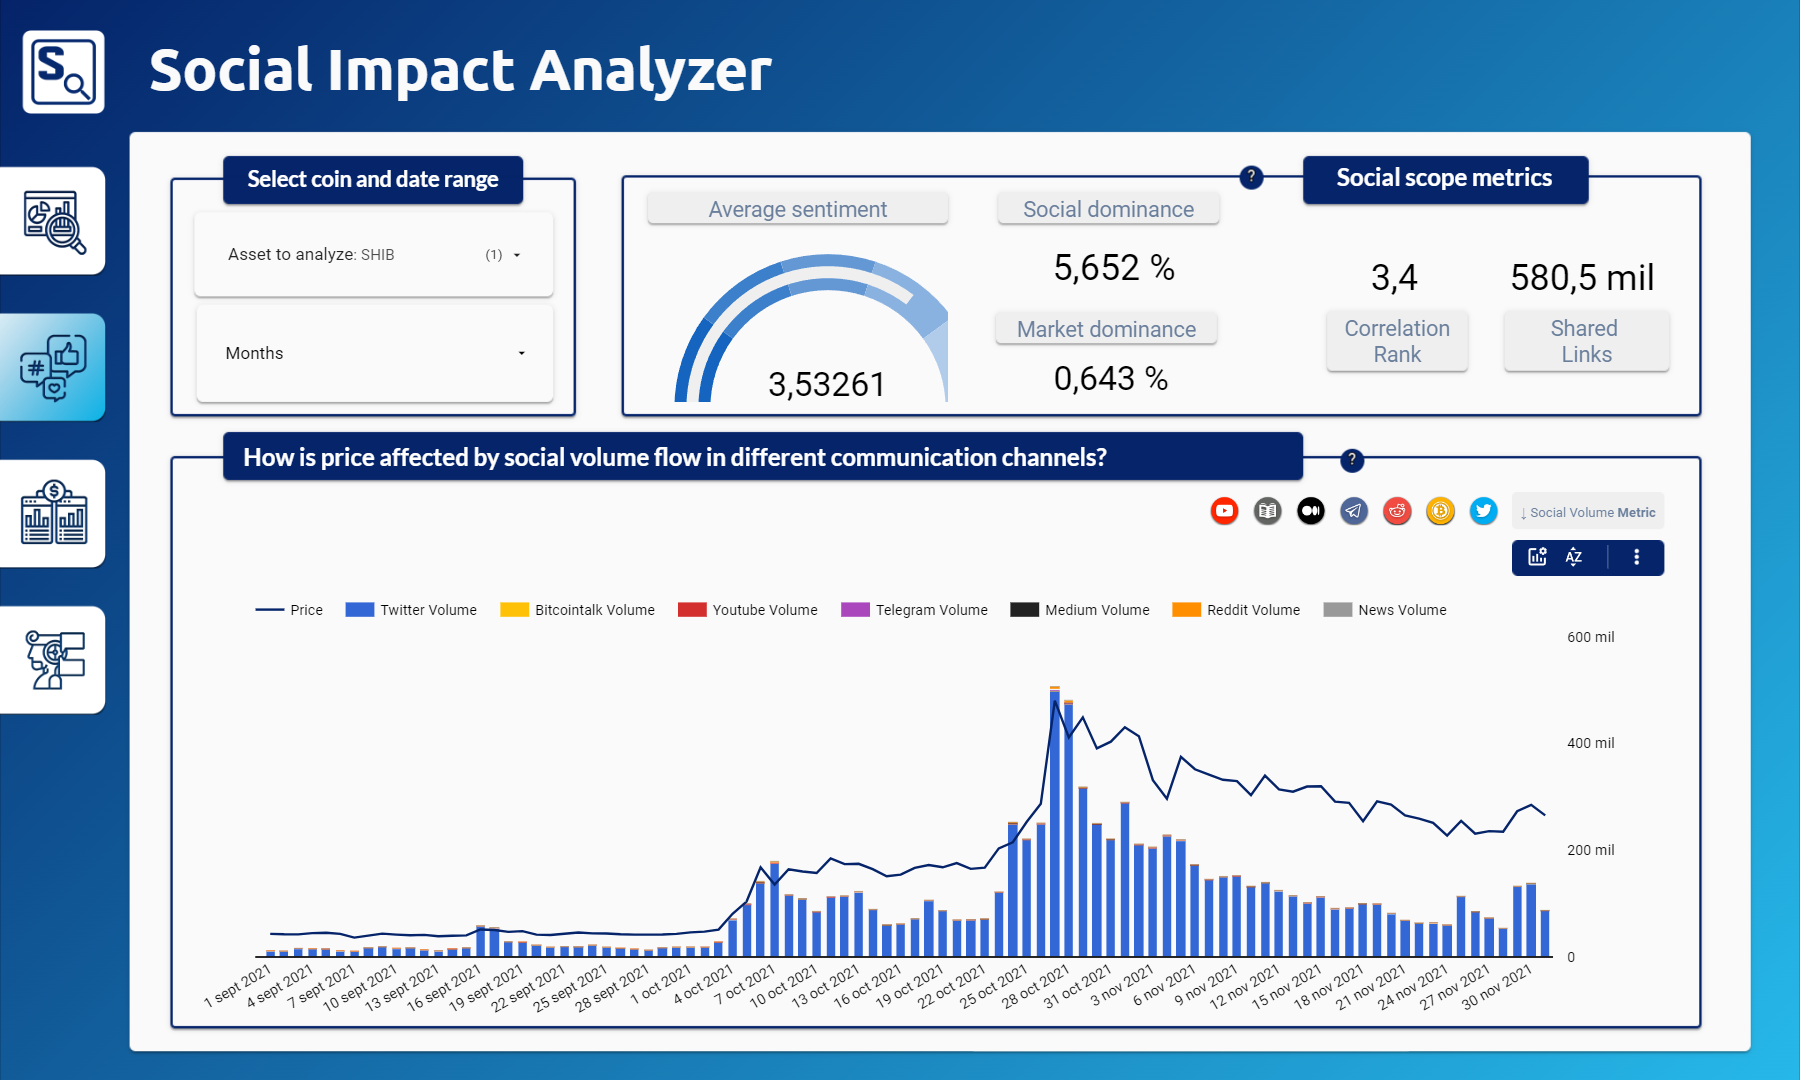 S
Social Impact Analyzer
Select coin and date range
Asset to analyze: SHIB (1)
Months
? Social scope metrics
Average sentiment
3,53261
Social dominance
5,652 %
Market dominance
0,643 %
3,4
Correlation
Rank
580,5 mil
Shared
Links
How is price affected by social volume flow in different communication channels? ?
↓ Social Volume Metric
AZ
Price Twitter Volume Bitcointalk Volume Youtube Volume Telegram Volume Medium Volume Reddit Volume News Volume
600 mil
400 mil
200 mil
0
1 sept 2021
4 sept 2021
7 sept 2021
10 sept 2021
13 sept 2021
16 sept 2021
19 sept 2021
22 sept 2021
25 sept 2021
28 sept 2021
1 oct 2021
4 oct 2021
7 oct 2021
10 oct 2021
13 oct 2021
16 oct 2021
19 oct 2021
22 oct 2021
25 oct 2021
28 oct 2021
31 oct 2021
3 nov 2021
6 nov 2021
9 nov 2021
12 nov 2021
15 nov 2021
18 nov 2021
21 nov 2021
24 nov 2021
27 nov 2021
30 nov 2021